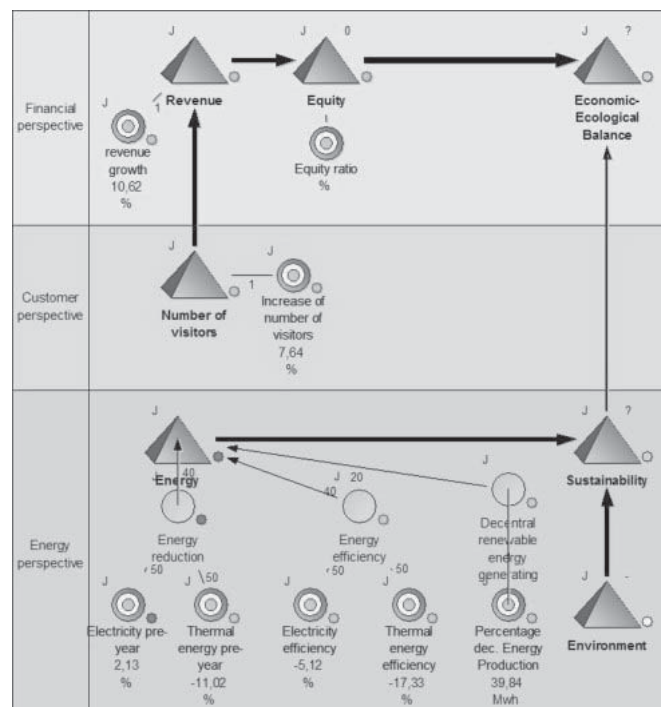 J
J
0
J
?
Revenue
Equity
Economic-
Ecological
Balance
Financial
perspective
J
1
revenue
growth
10,62
%
Equity ratio
%
J
J
1
Number of
visitors
Increase of
number of
visitors
7,64
%
Customer
perspective
J
J
?
Energy
Sustainability
40
J
20
40
J
Energy
reduction
Energy
efficiency
Decentral
renewable
energy
generating
Energy
perspective
J
50
J
50
J
50
J
50
J
J
-
Electricity pre-
year
2,13
%
Thermal
energy pre-
year
-11,02
%
Electricity
efficiency
-5,12
%
Thermal
energy
efficiency
-17,33
%
Percentage
dec. Energy
Production
39,84
Mwh
Environment